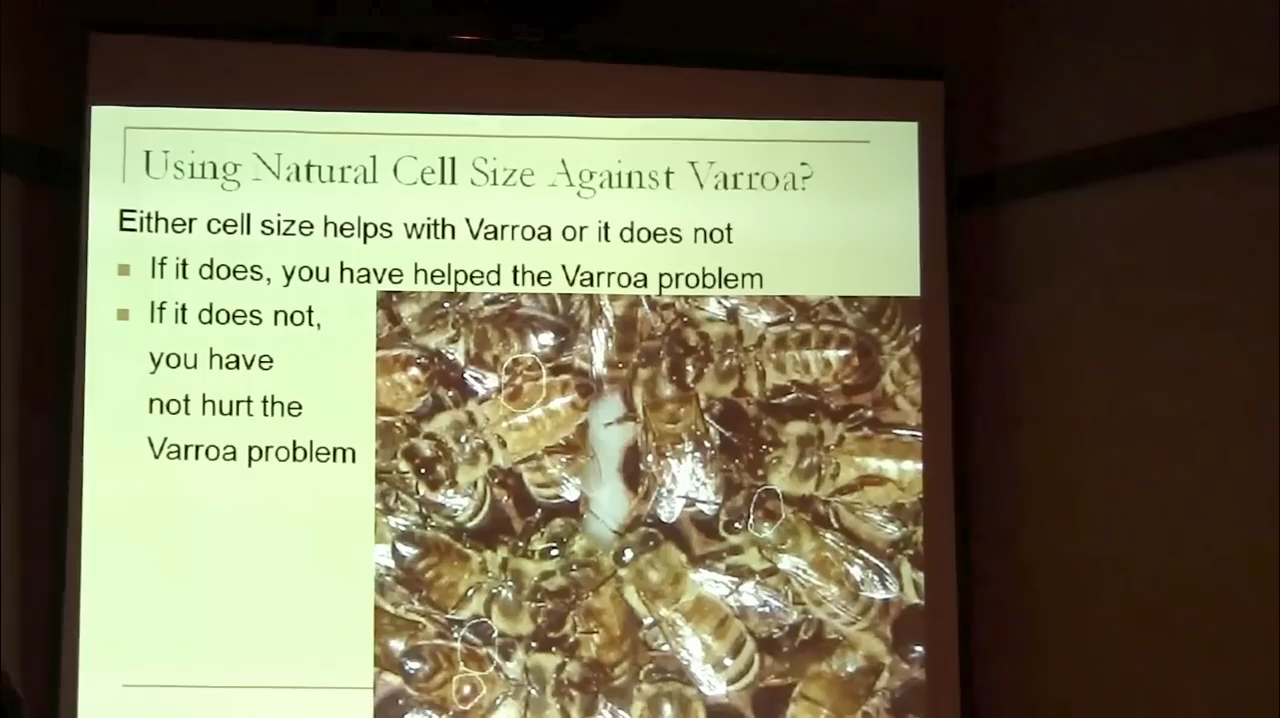 Using Natural Cell Size Against Varroa?
Either cell size helps with Varroa or it does not
If it does, you have helped the Varroa problem
If it does not,
you have
not hurt the
Varroa problem